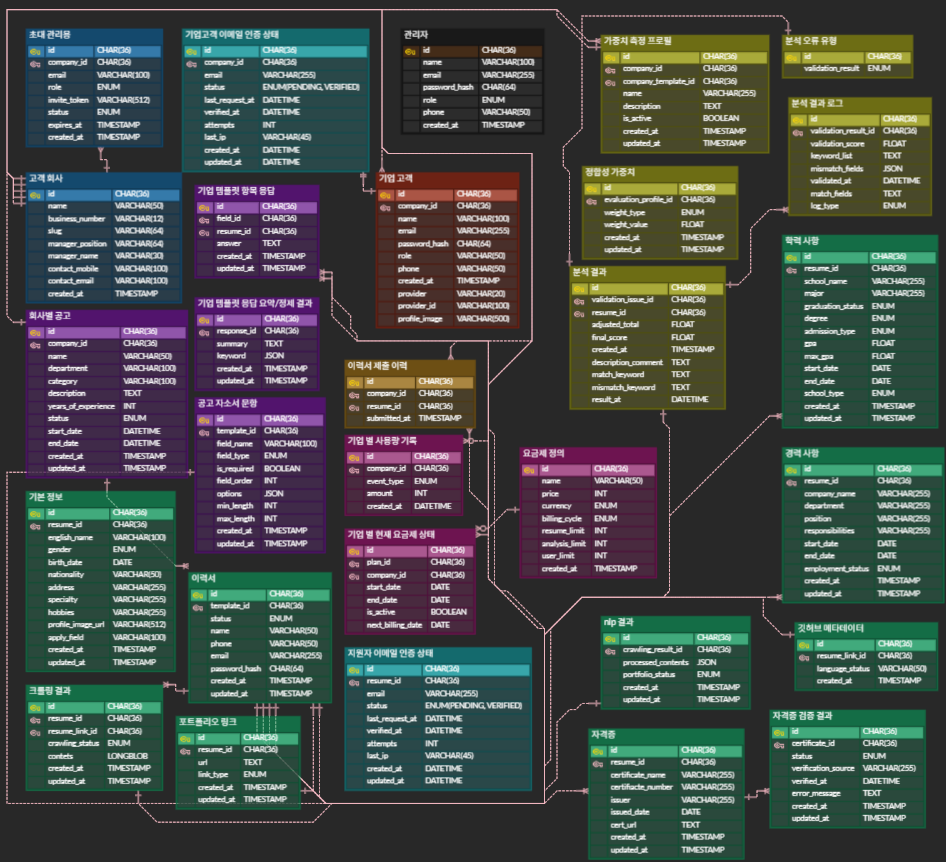 초대 관리용
id CHAR(36)
company_id CHAR(36)
email VARCHAR(100)
role ENUM
invite_token VARCHAR(512)
status ENUM
expires_at TIMESTAMP
created_at TIMESTAMP
기업고객 이메일 인증 상태
id CHAR(36)
company_id CHAR(36)
email VARCHAR(255)
status ENUM(PENDING, VERIFIED)
last_request_at DATETIME
verified_at DATETIME
attempts INT
last_ip VARCHAR(45)
created_at DATETIME
updated_at DATETIME
관리자
id CHAR(36)
name VARCHAR(100)
email VARCHAR(255)
password_hash CHAR(64)
role ENUM
phone VARCHAR(50)
created_at TIMESTAMP
가중치 측정 프로필
id CHAR(36)
company_id CHAR(36)
company_template_id CHAR(36)
name VARCHAR(255)
description TEXT
is_active BOOLEAN
created_at TIMESTAMP
updated_at TIMESTAMP
분석 오류 유형
id CHAR(36)
validation_result ENUM
분석 결과 로그
id CHAR(36)
validation_result_id CHAR(36)
validation_score FLOAT
keyword_list TEXT
mismatch_fields JSON
validated_at DATETIME
match_fields TEXT
log_type ENUM
고객 회사
id CHAR(36)
name VARCHAR(50)
business_number VARCHAR(12)
slug VARCHAR(64)
manager_position VARCHAR(64)
manager_name VARCHAR(30)
contact_mobile VARCHAR(100)
contact_email VARCHAR(100)
created_at TIMESTAMP
기업 템플릿 항목 응답
id CHAR(36)
field_id CHAR(36)
resume_id CHAR(36)
answer TEXT
created_at TIMESTAMP
updated_at TIMESTAMP
기업 고객
id CHAR(36)
company_id CHAR(36)
name VARCHAR(100)
email VARCHAR(255)
password_hash CHAR(64)
role VARCHAR(50)
phone VARCHAR(50)
created_at TIMESTAMP
provider VARCHAR(20)
provider_id VARCHAR(100)
profile_image VARCHAR(500)
정합성 가중치
id CHAR(36)
evaluation_profile_id CHAR(36)
weight_type ENUM
weight_value FLOAT
created_at TIMESTAMP
updated_at TIMESTAMP
학력 사항
id CHAR(36)
resume_id CHAR(36)
school_name VARCHAR(255)
major VARCHAR(255)
graduation_status ENUM
degree ENUM
admission_type ENUM
gpa FLOAT
max_gpa FLOAT
start_date DATE
end_date DATE
school_type ENUM
created_at TIMESTAMP
updated_at TIMESTAMP
분석 결과
id CHAR(36)
validation_issue_id CHAR(36)
resume_id CHAR(36)
adjusted_total FLOAT
final_score FLOAT
created_at TIMESTAMP
description_comment TEXT
match_keyword TEXT
mismatch_keyword TEXT
result_at DATETIME
회사별 공고
id CHAR(36)
company_id CHAR(36)
name VARCHAR(50)
department VARCHAR(100)
category VARCHAR(100)
description TEXT
years_of_experience INT
status ENUM
start_date DATETIME
end_date DATETIME
created_at TIMESTAMP
updated_at TIMESTAMP
기업 템플릿 응답 요약/정제 결과
id CHAR(36)
response_id CHAR(36)
summary TEXT
keyword JSON
created_at TIMESTAMP
updated_at TIMESTAMP
이력서 제출 이력
id CHAR(36)
company_id CHAR(36)
resume_id CHAR(36)
submitted_at TIMESTAMP
공고 자소서 문항
id CHAR(36)
template_id CHAR(36)
field_name VARCHAR(100)
field_type ENUM
is_required BOOLEAN
field_order INT
options JSON
min_length INT
max_length INT
created_at TIMESTAMP
updated_at TIMESTAMP
기업 별 사용량 기록
id CHAR(36)
company_id CHAR(36)
event_type ENUM
amount INT
created_at DATETIME
요금제 정의
id CHAR(36)
name VARCHAR(50)
price INT
currency ENUM
billing_cycle ENUM
resume_limit INT
analysis_limit INT
user_limit INT
created_at TIMESTAMP
경력 사항
id CHAR(36)
resume_id CHAR(36)
company_name VARCHAR(255)
department VARCHAR(255)
position VARCHAR(255)
responsibilities VARCHAR(255)
start_date DATE
end_date DATE
employment_status ENUM
created_at TIMESTAMP
updated_at TIMESTAMP
기본 정보
id CHAR(36)
resume_id CHAR(36)
english_name VARCHAR(100)
gender ENUM
birth_date DATE
nationality VARCHAR(50)
address VARCHAR(255)
specialty VARCHAR(255)
hobbies VARCHAR(255)
profile_image_url VARCHAR(512)
apply_field VARCHAR(100)
created_at TIMESTAMP
updated_at TIMESTAMP
기업 별 현재 요금제 상태
id CHAR(36)
plan_id CHAR(36)
company_id CHAR(36)
start_date DATE
end_date DATE
is_active BOOLEAN
next_billing_date DATE
이력서
id CHAR(36)
template_id CHAR(36)
status ENUM
name VARCHAR(50)
phone VARCHAR(50)
email VARCHAR(255)
password_hash CHAR(64)
created_at TIMESTAMP
updated_at TIMESTAMP
nlp 결과
id CHAR(36)
crawling_result_id CHAR(36)
processed_contents JSON
portfolio_status ENUM
created_at TIMESTAMP
updated_at TIMESTAMP
깃허브 메타데이터
id CHAR(36)
resume_link_id CHAR(36)
language_status VARCHAR(50)
created_at TIMESTAMP
지원자 이메일 인증 상태
id CHAR(36)
resume_id CHAR(36)
email VARCHAR(255)
status ENUM(PENDING, VERIFIED)
last_request_at DATETIME
verified_at DATETIME
attempts INT
last_ip VARCHAR(45)
created_at DATETIME
updated_at DATETIME
크롤링 결과
id CHAR(36)
resume_id CHAR(36)
resume_link_id CHAR(36)
crawling_status ENUM
contets LONGBLOB
created_at TIMESTAMP
updated_at TIMESTAMP
포트폴리오 링크
id CHAR(36)
resume_id CHAR(36)
url TEXT
link_type ENUM
created_at TIMESTAMP
updated_at TIMESTAMP
자격증
id CHAR(36)
resume_id CHAR(36)
certificate_name VARCHAR(255)
certifiacte_number VARCHAR(255)
issuer VARCHAR(255)
issued_date DATE
cert_url TEXT
created_at TIMESTAMP
updated_at TIMESTAMP
자격증 검증 결과
id CHAR(36)
certificate_id CHAR(36)
status ENUM
verification_source VARCHAR(255)
verified_at DATETIME
error_message TEXT
created_at TIMESTAMP
updated_at TIMESTAMP